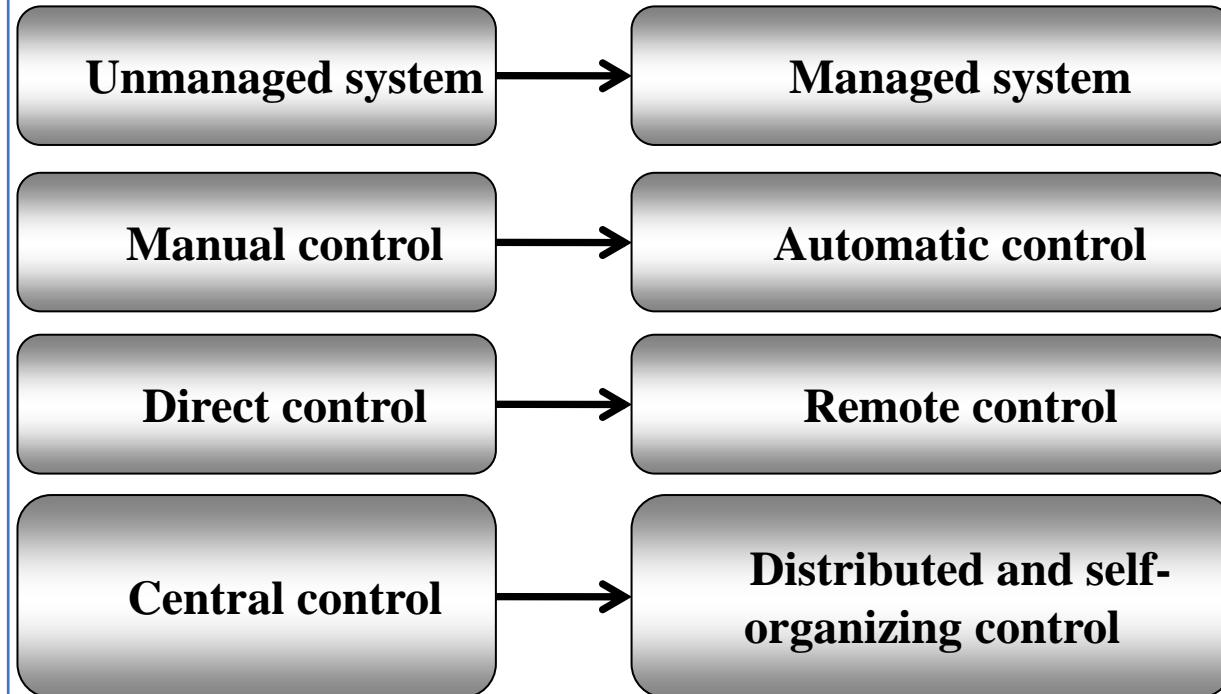 Unmanaged system
Managed system
Manual control
Automatic control
Direct control
Remote control
Central control
Distributed and self-
organizing control